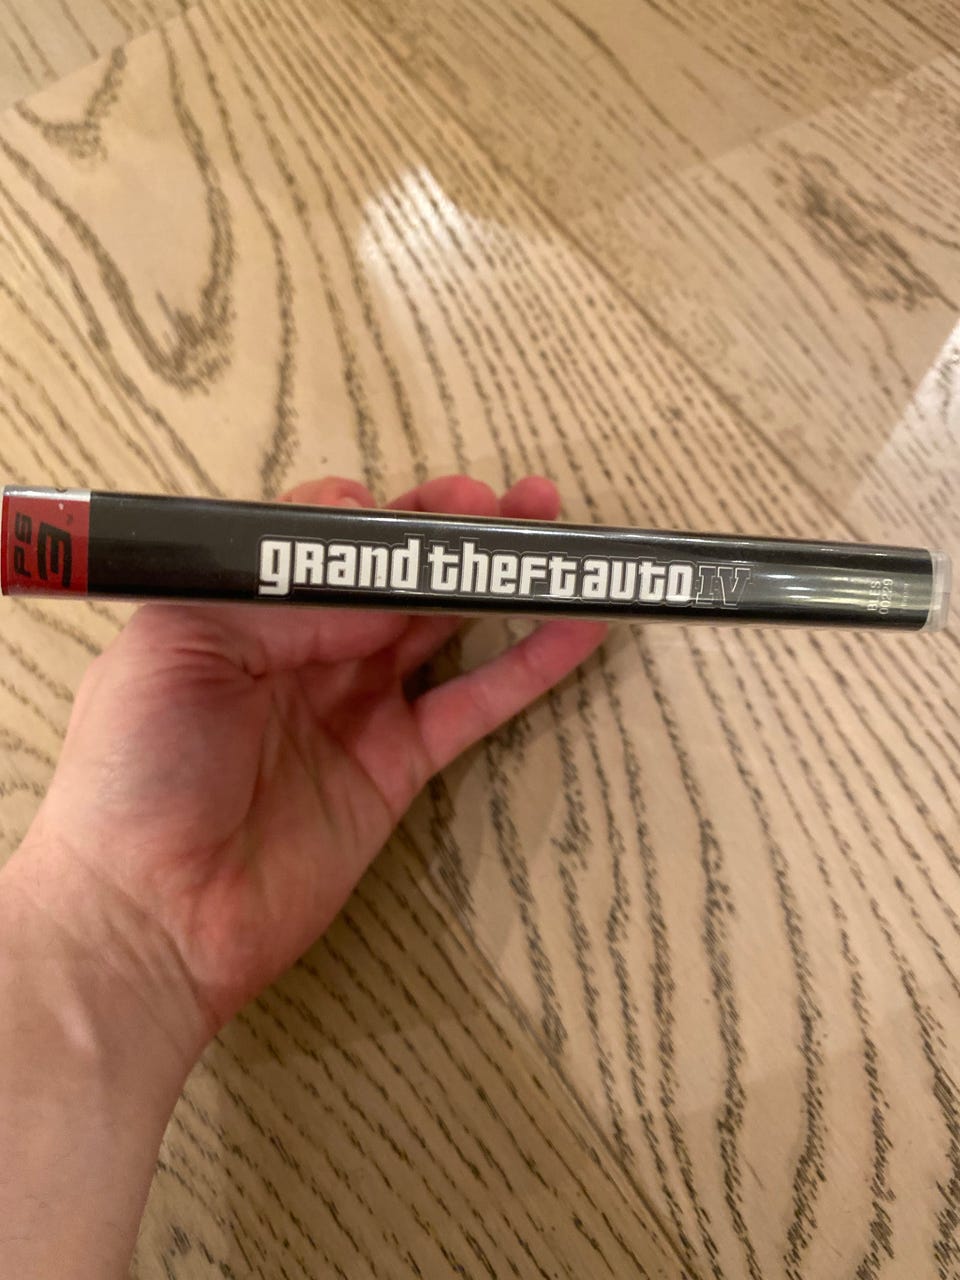 PS3
grand theft auto IV
BLES
00229